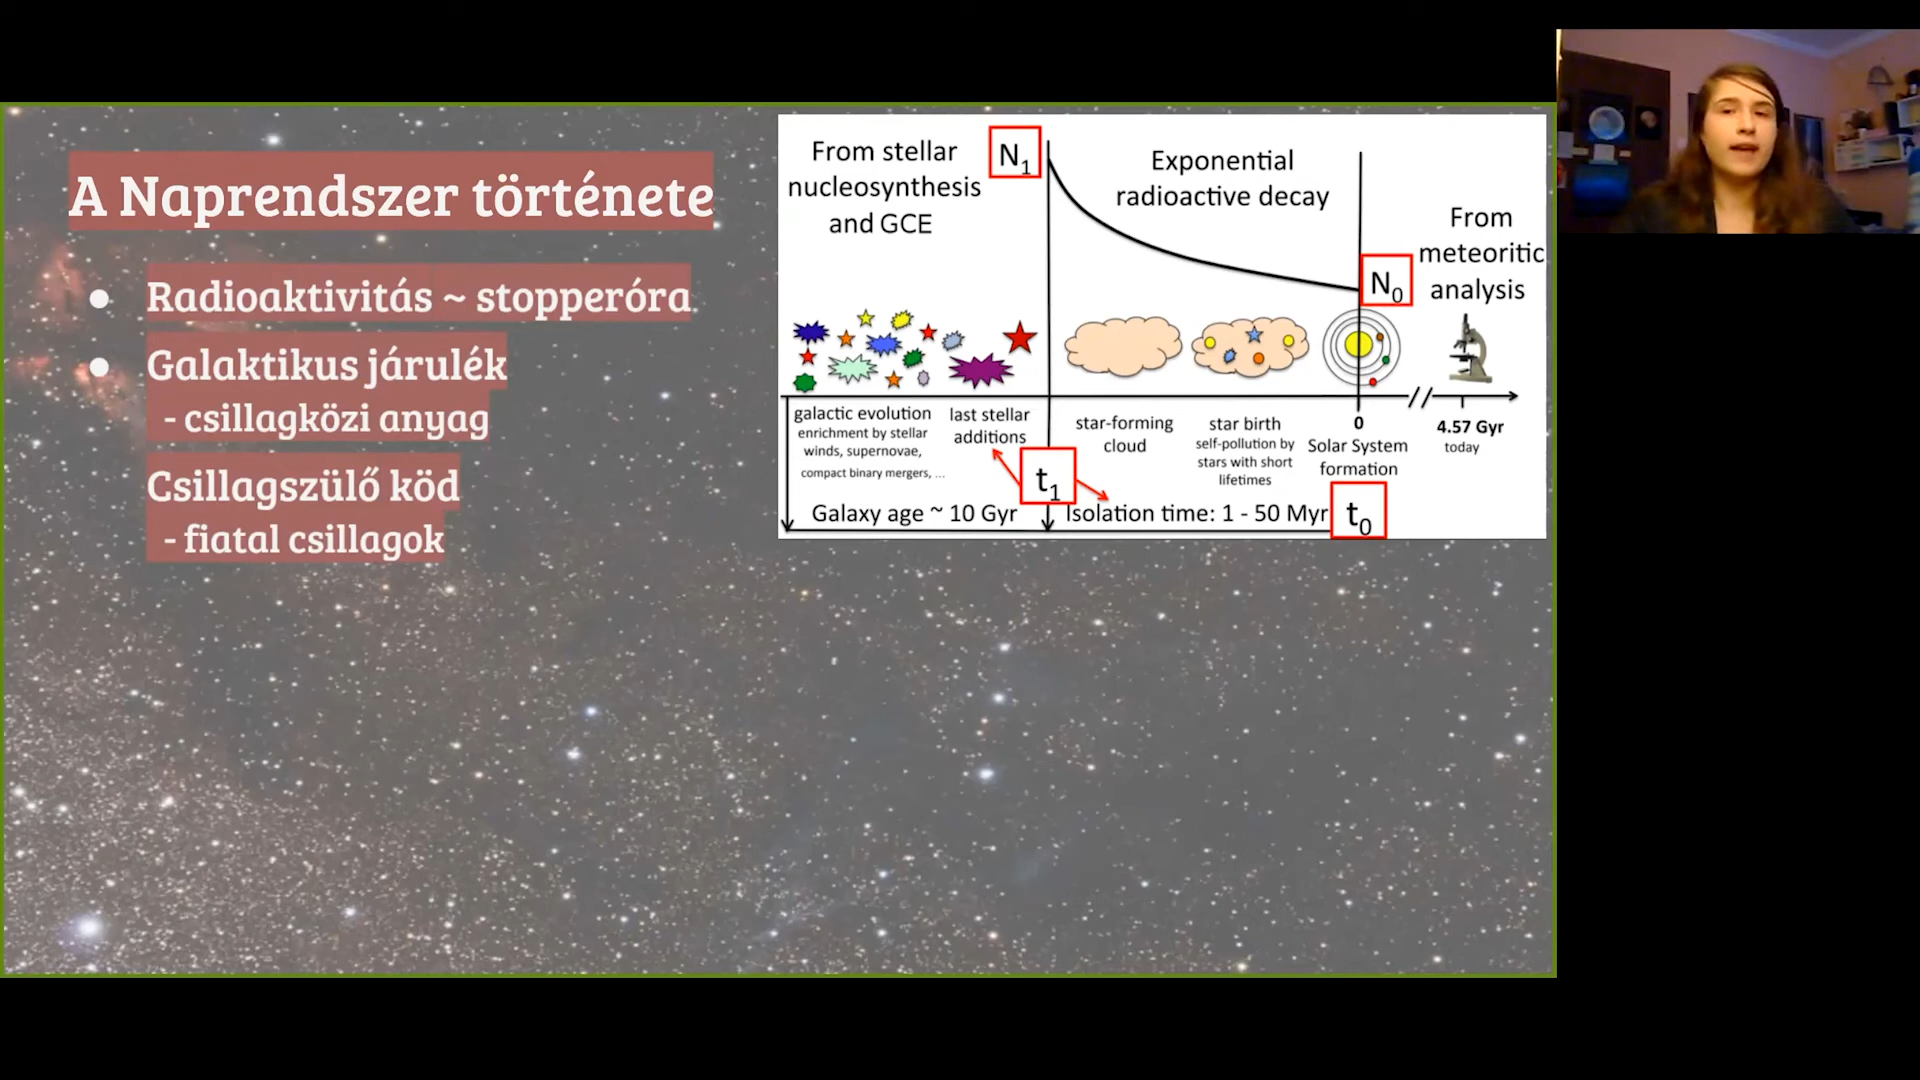 A Naprendszer története
● Radioaktivitás ~ stopperóra
● Galaktikus járulék
- csillagközi anyag
Csillagszülő köd
- fiatal csillagok
From stellar
nucleosynthesis
and GCE
N1
Exponential
radioactive decay
N0
From
meteoritic
analysis
galactic evolution
enrichment by stellar
winds, supernovae,
compact binary mergers, ...
last stellar
additions
star-forming
cloud
star birth
self-pollution by
stars with short
lifetimes
0
Solar System
formation
4.57 Gyr
today
t1
Galaxy age ~ 10 Gyr
Isolation time: 1 - 50 Myr
t0